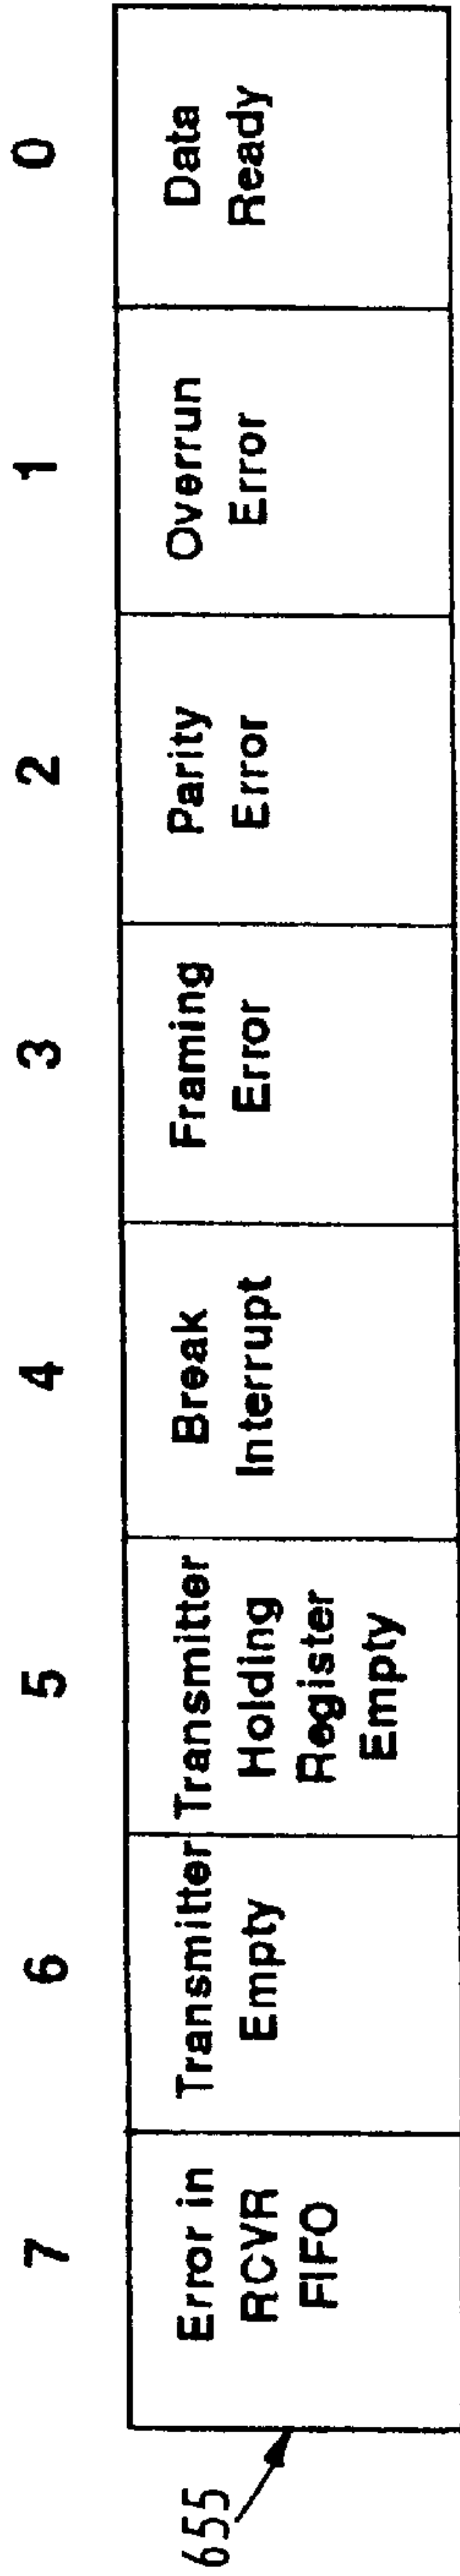 7 6 5 4 3 2 1 0
Error in
RCVR
FIFO
Transmitter
Empty
Transmitter
Holding
Register
Empty
Break
Interrupt
Framing
Error
Parity
Error
Overrun
Error
Data
Ready
655